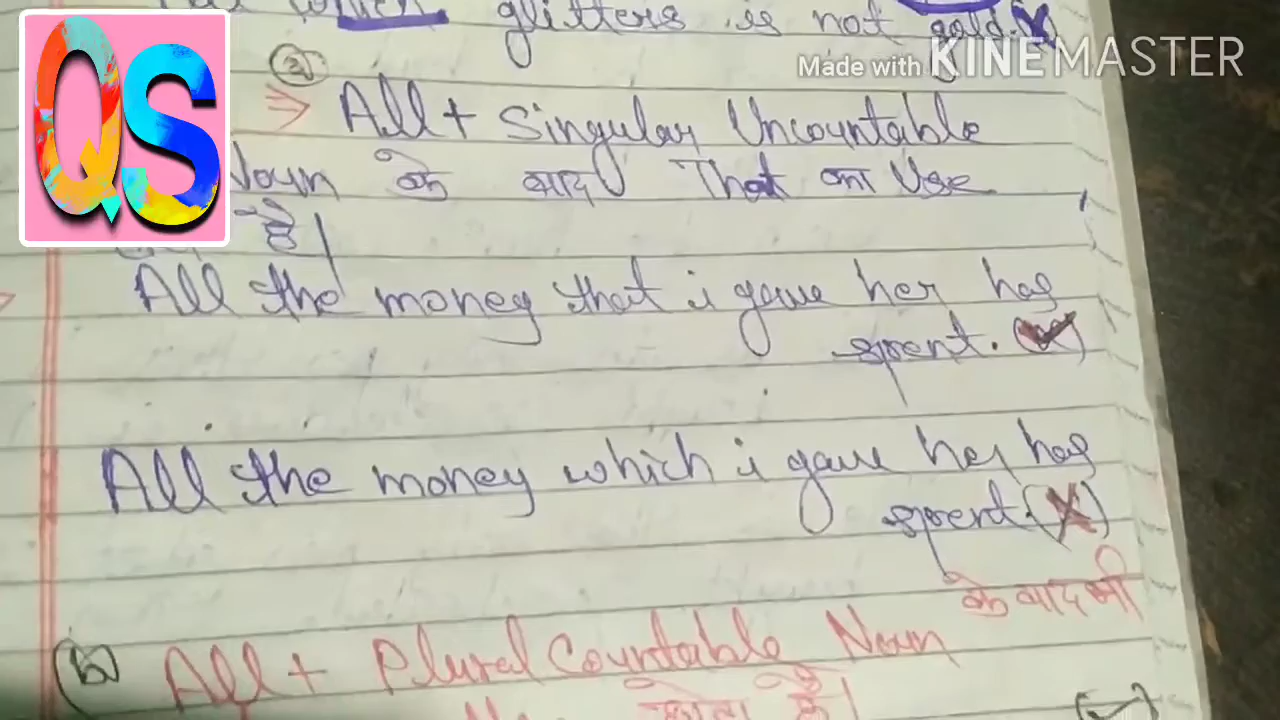 which glitters is not gold. (x)
Made with KINEMASTER
QS
All + Singular Uncountable
Noun के बाद That का Use
है।
All the money that i gave her has
spent. (✓)
All the money which i gave her has
spent. (x)
के बाद भी
(b) All + Plural Countable Noun
होता है।